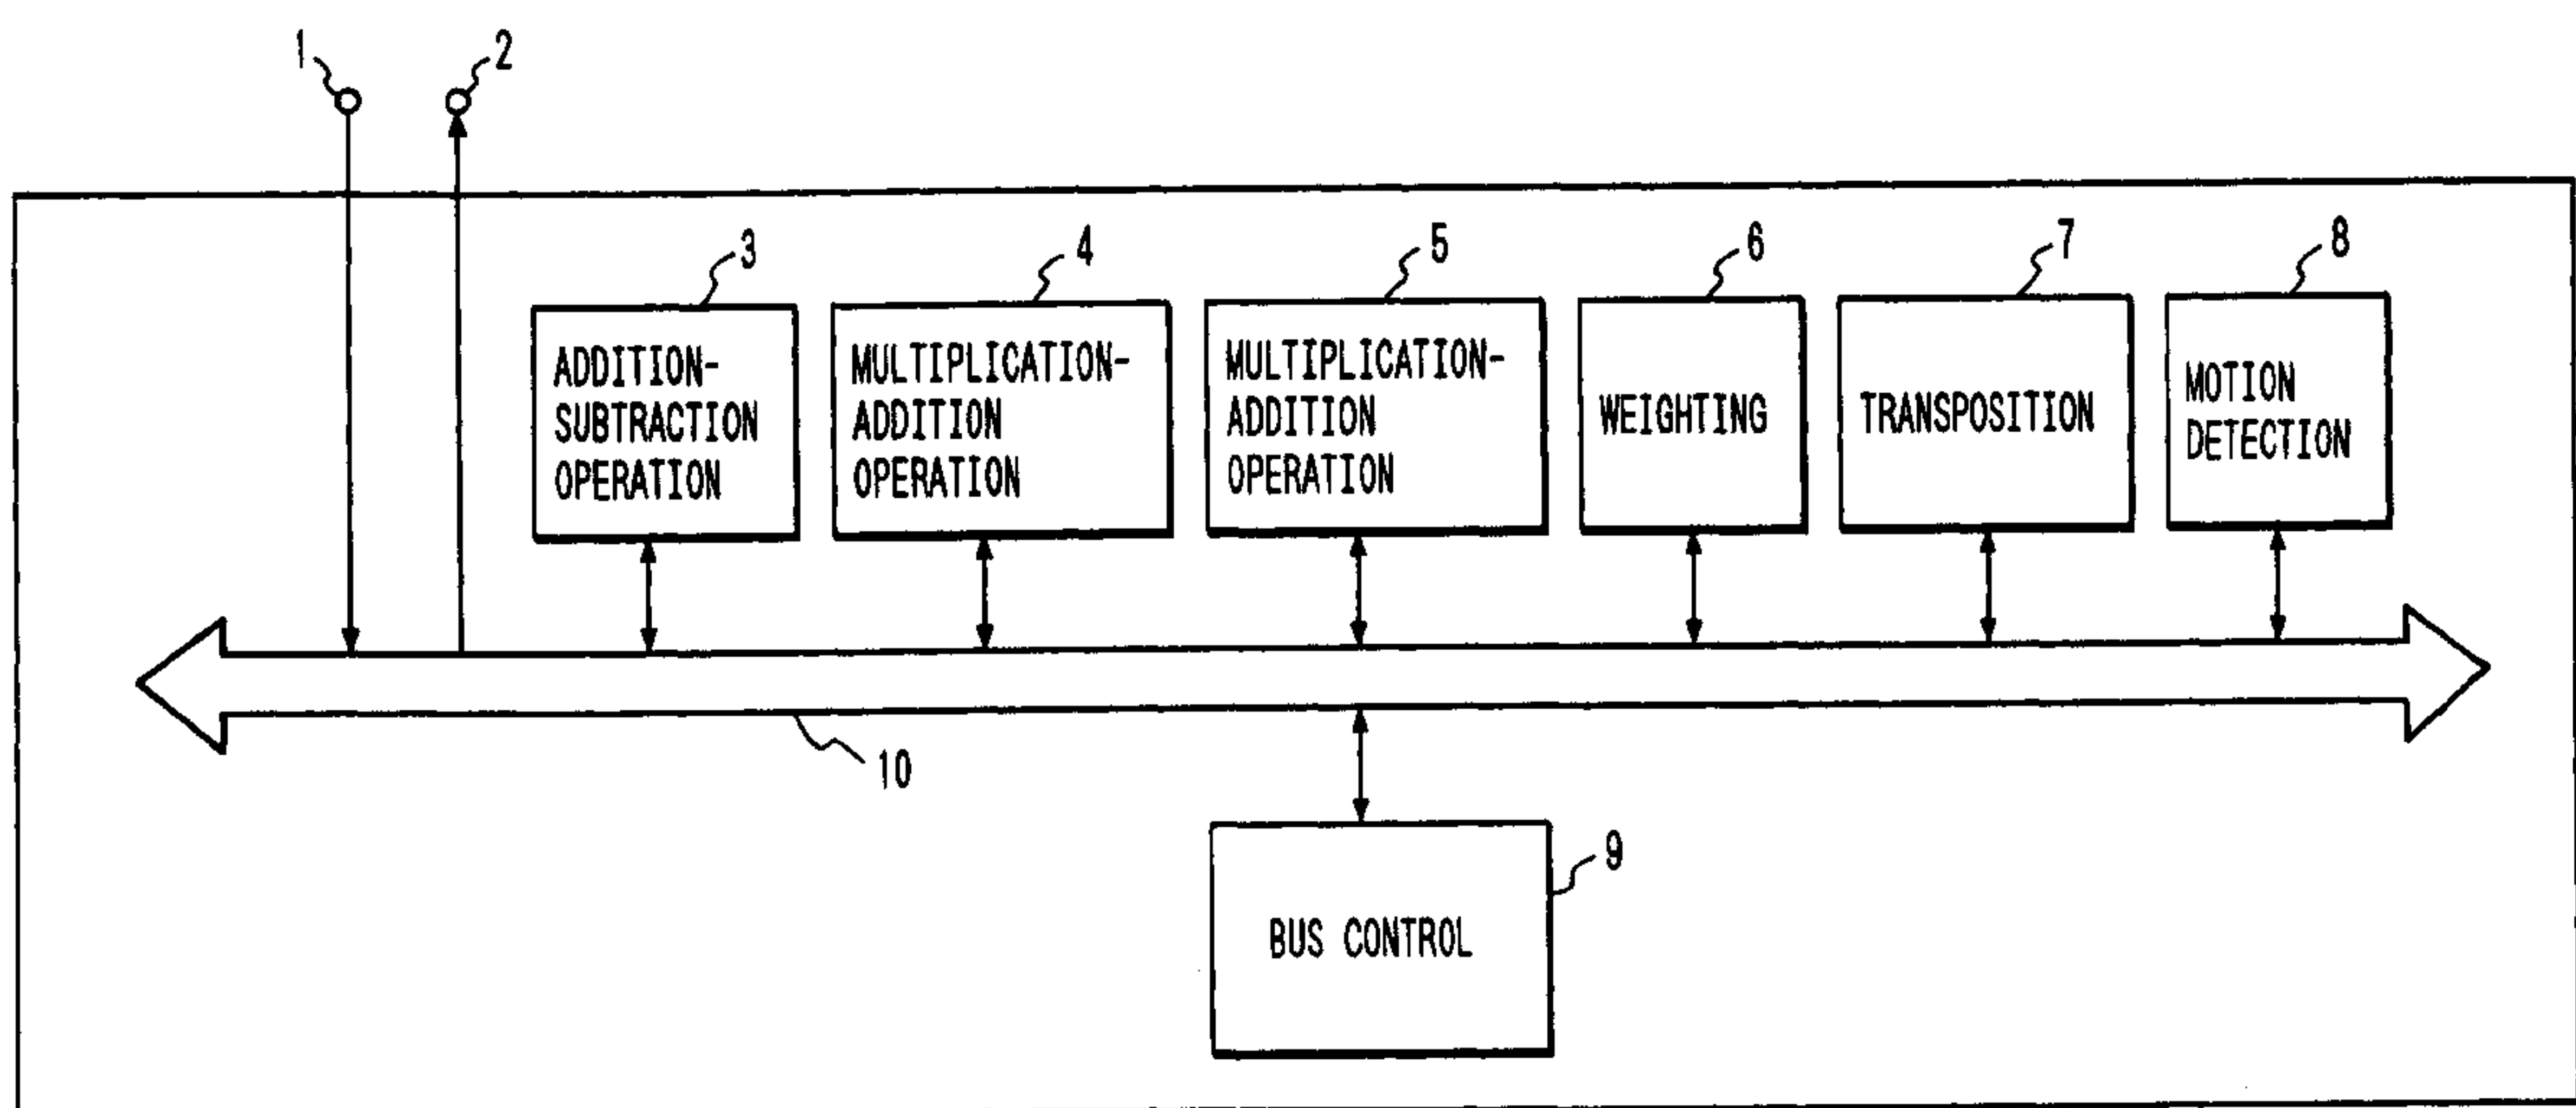 1
2
3
4
5
6
7
8
ADDITION-
SUBTRACTION
OPERATION
MULTIPLICATION-
ADDITION
OPERATION
MULTIPLICATION-
ADDITION
OPERATION
WEIGHTING
TRANSPOSITION
MOTION
DETECTION
10
9
BUS CONTROL